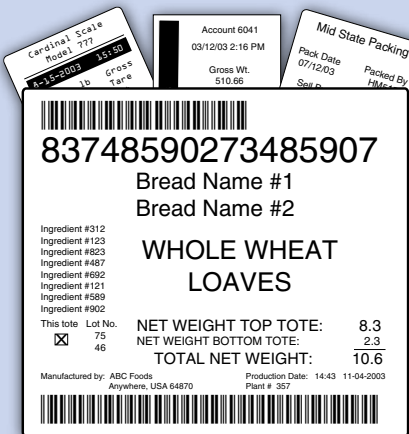 Cardinal Scale
Model 777
8-15-2003 15:50
lb Gross
Tare
Account 6041
03/12/03 2:16 PM
Gross Wt.
510.66
Mid State Packing
Pack Date
07/12/03
Packed By
83748590273485907
Bread Name #1
Bread Name #2
Ingredient #312
Ingredient #123
Ingredient #823
Ingredient #487
Ingredient #692
Ingredient #121
Ingredient #589
Ingredient #902
WHOLE WHEAT
LOAVES
This tote Lot No.
75
46
NET WEIGHT TOP TOTE: 8.3
NET WEIGHT BOTTOM TOTE: 2.3
TOTAL NET WEIGHT: 10.6
Manufactured by: ABC Foods
Anywhere, USA 64870
Production Date: 14:43 11-04-2003
Plant # 357